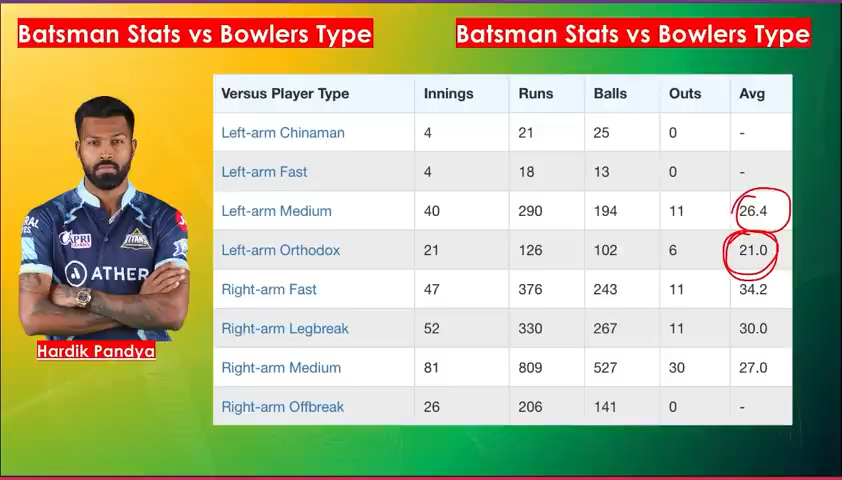 Batsman Stats vs Bowlers Type
Batsman Stats vs Bowlers Type
Versus Player Type Innings Runs Balls Outs Avg
Left-arm Chinaman 4 21 25 0 -
Left-arm Fast 4 18 13 0 -
Left-arm Medium 40 290 194 11 26.4
Left-arm Orthodox 21 126 102 6 21.0
Right-arm Fast 47 376 243 11 34.2
Right-arm Legbreak 52 330 267 11 30.0
Right-arm Medium 81 809 527 30 27.0
Right-arm Offbreak 26 206 141 0 -
CAPRI
TITANS
ATHER
Hardik Pandya